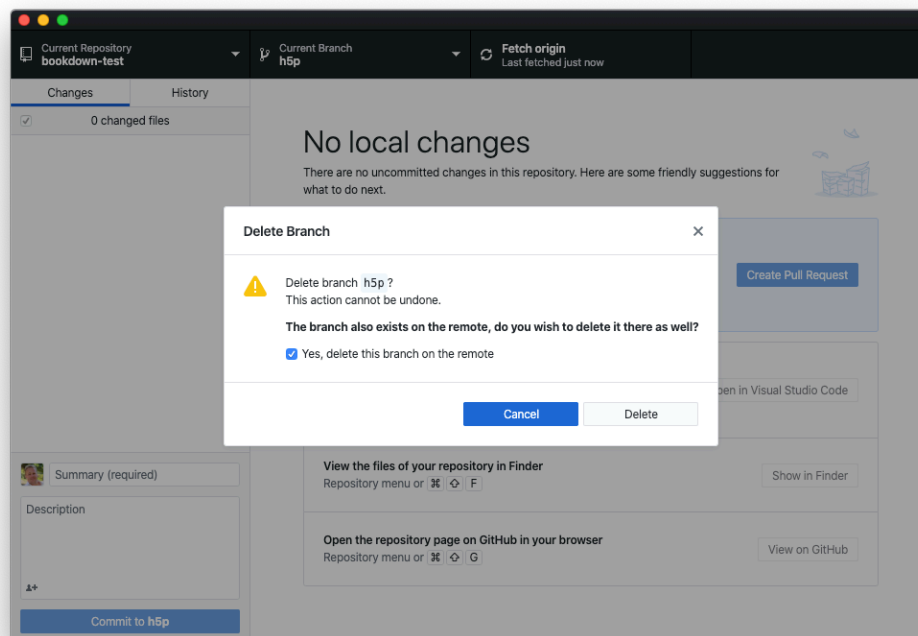 Current Repository
bookdown-test
Current Branch
h5p
Fetch origin
Last fetched just now
Changes
History
0 changed files
No local changes
There are no uncommitted changes in this repository. Here are some friendly suggestions for
what to do next.
Create Pull Request
Delete Branch
Delete branch h5p?
This action cannot be undone.
The branch also exists on the remote, do you wish to delete it there as well?
Yes, delete this branch on the remote
Cancel
Delete
in Visual Studio Code
View the files of your repository in Finder
Repository menu or ⌘ ⇧ F
Show in Finder
Open the repository page on GitHub in your browser
Repository menu or ⌘ ⇧ G
View on GitHub
Summary (required)
Description
Commit to h5p